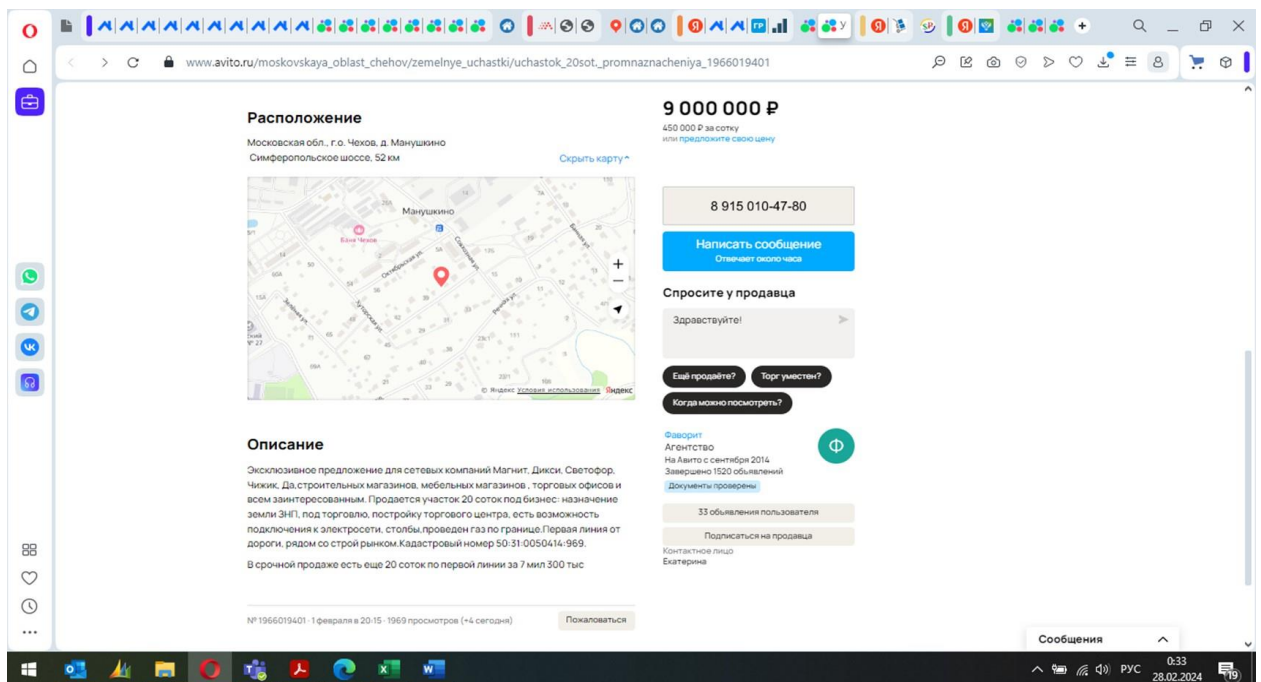 www.avito.ru/moskovskaya_oblast_chehov/zemelnye_uchastki/uchastok_20sot._promnaznacheniya_1966019401
Расположение
Московская обл., г.о. Чехов, д. Манушкино
Симферопольское шоссе, 52 км
Скрыть карту
Манушкино
Баня Чехов
Октябрьская ул.
© Яндекс Условия использования Яндекс
Описание
Эксклюзивное предложение для сетевых компаний Магнит, Дикси, Светофор,
Чижик, Да,строительных магазинов, мебельных магазинов , торговых офисов и
всем заинтересованным. Продается участок 20 соток под бизнес: назначение
земли ЗНП, под торговлю, постройку торгового центра, есть возможность
подключения к электросети, столбы,проведен газ по границе.Первая линия от
дороги, рядом со строй рынком.Кадастровый номер 50:31:0050414:969.
В срочной продаже есть еще 20 соток по первой линии за 7 мил 300 тыс
№ 1966019401 · 1 февраля в 20:15 · 1969 просмотров (+4 сегодня)
Пожаловаться
9 000 000 ₽
450 000 ₽ за сотку
или предложите свою цену
8 915 010-47-80
Написать сообщение
Отвечает около часа
Спросите у продавца
Здравствуйте!
Ещё продаёте? Торг уместен?
Когда можно посмотреть?
Фаворит
Агентство
На Авито с сентября 2014
Завершено 1520 объявлений
Документы проверены
Ф
33 объявления пользователя
Подписаться на продавца
Контактное лицо
Екатерина
Сообщения
РУС
0:33
28.02.2024
19